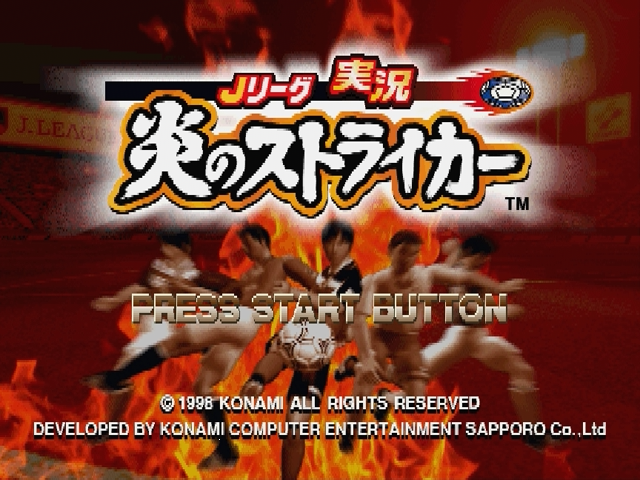 Jリーグ 実況
J.LEAGUE
炎のストライカー
TM
PRESS START BUTTON
© 1998 KONAMI ALL RIGHTS RESERVED
DEVELOPED BY KONAMI COMPUTER ENTERTAINMENT SAPPORO Co.,Ltd